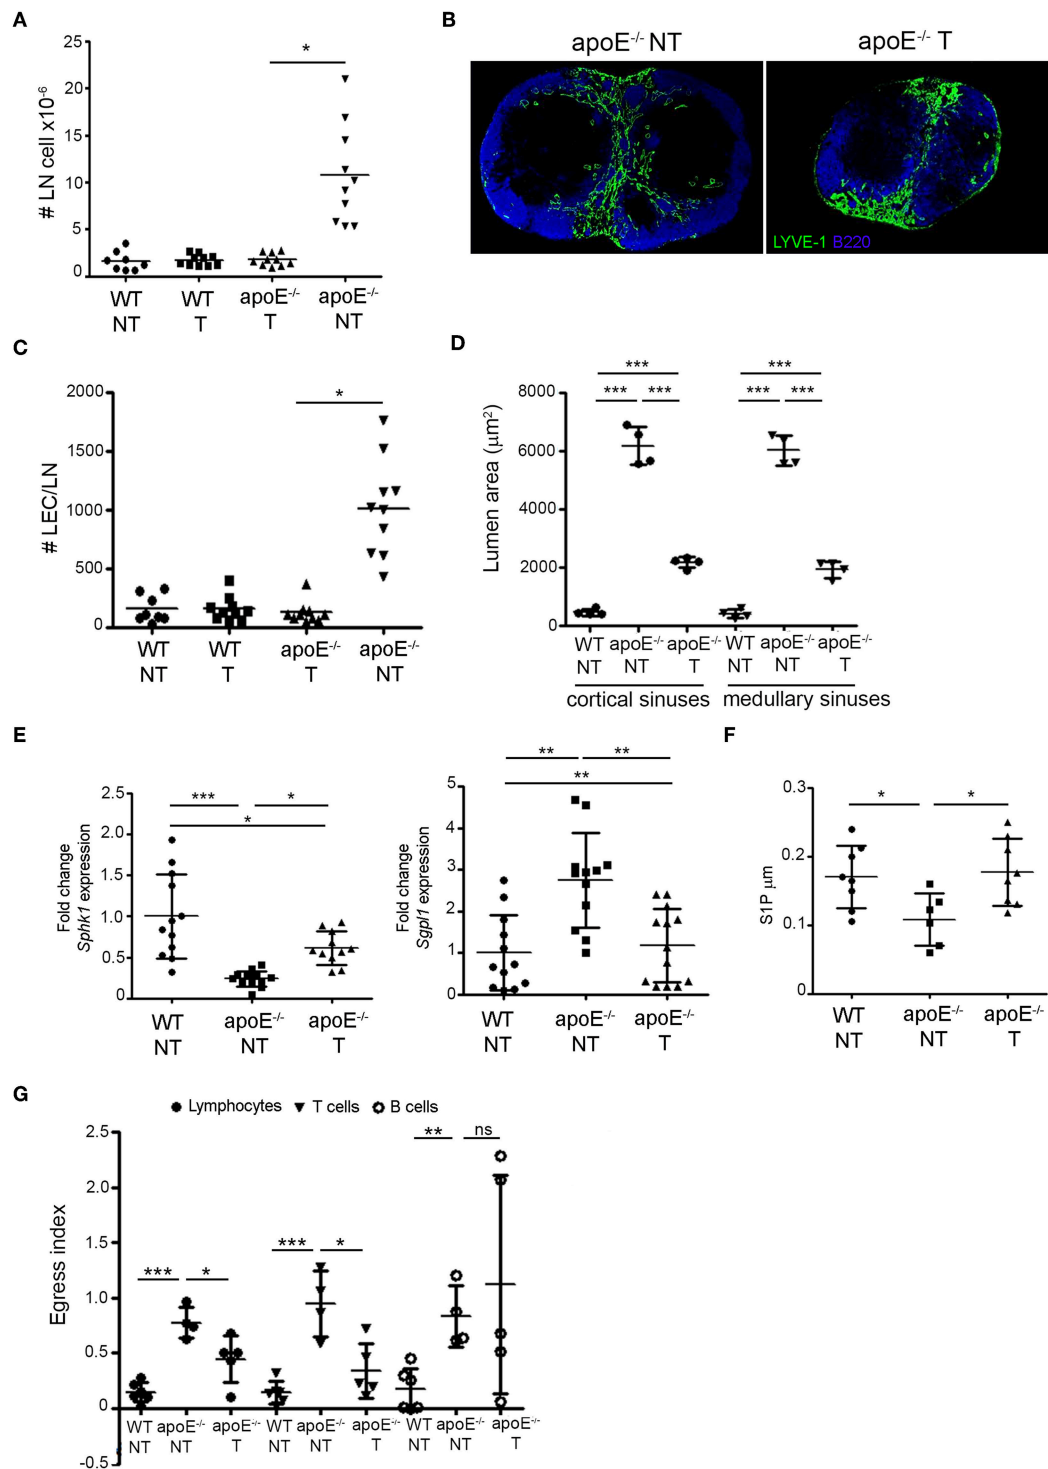 A
# LN cell x10-6
25
20
15
10
5
0
*
WT NT
WT T
apoE-/- T
apoE-/- NT
B
apoE-/- NT
apoE-/- T
LYVE-1 B220
C
# LEC/LN
2000
1500
1000
500
0
*
WT NT
WT T
apoE-/- T
apoE-/- NT
D
Lumen area (µm2)
8000
6000
4000
2000
0
***
*** ***
***
*** ***
WT NT
apoE-/- NT
apoE-/- T
WT NT
apoE-/- NT
apoE-/- T
cortical sinuses
medullary sinuses
E
Fold change
Sphk1 expression
2.5
2.0
1.5
1.0
0.5
0
*** *
*
WT NT
apoE-/- NT
apoE-/- T
Fold change
Sgpl1 expression
5
4
3
2
1
0
** **
**
WT NT
apoE-/- NT
apoE-/- T
F
S1P µm
0.3
0.2
0.1
0
* *
WT NT
apoE-/- NT
apoE-/- T
G
Lymphocytes T cells B cells
Egress index
2.5
2.0
1.5
1.0
0.5
0
-0.5
*** *
*** *
** ns
WT NT
apoE-/- NT
apoE-/- T
WT NT
apoE-/- NT
apoE-/- T
WT NT
apoE-/- NT
apoE-/- T